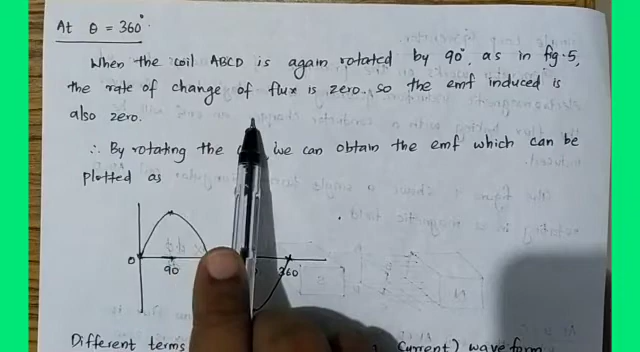 At θ = 360°
When the coil ABCD is again rotated by 90°, as in fig.5,
the rate of change of flux is zero. so the emf induced is
also zero.
∴ By rotating the we can obtain the emf which can be
plotted as
0 90 360
Different terms current) waveform